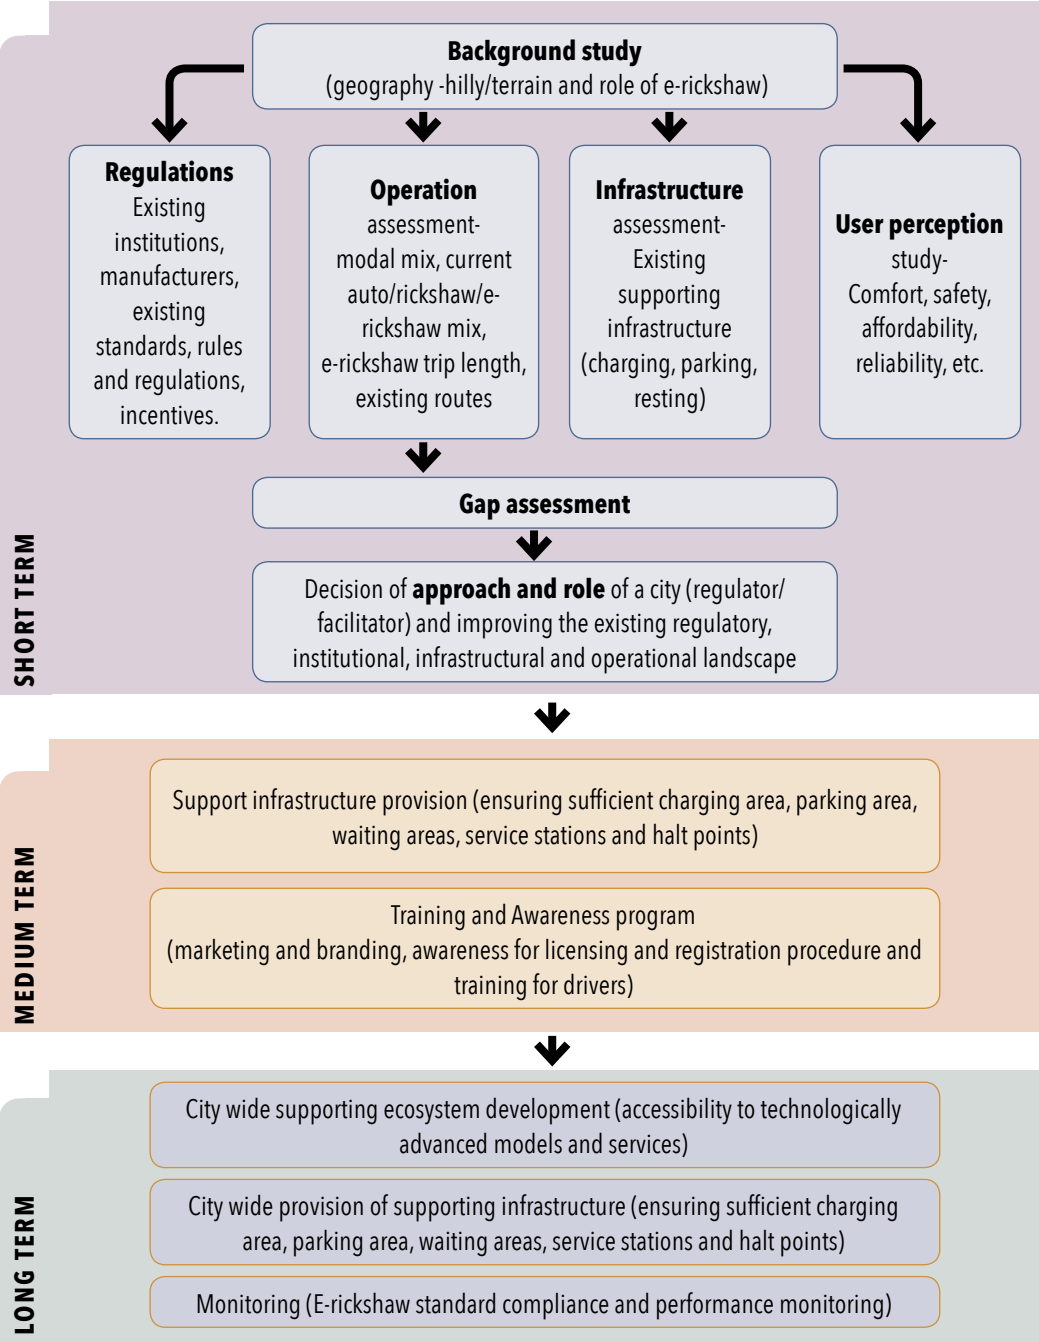 Background study
(geography -hilly/terrain and role of e-rickshaw)
Regulations
Existing
institutions,
manufacturers,
existing
standards, rules
and regulations,
incentives.
Operation
assessment-
modal mix, current
auto/rickshaw/e-
rickshaw mix,
e-rickshaw trip length,
existing routes
Infrastructure
assessment-
Existing
supporting
infrastructure
(charging, parking,
resting)
User perception
study-
Comfort, safety,
affordability,
reliability, etc.
Gap assessment
Decision of approach and role of a city (regulator/
facilitator) and improving the existing regulatory,
institutional, infrastructural and operational landscape
SHORT TERM
Support infrastructure provision (ensuring sufficient charging area, parking area,
waiting areas, service stations and halt points)
Training and Awareness program
(marketing and branding, awareness for licensing and registration procedure and
training for drivers)
MEDIUM TERM
City wide supporting ecosystem development (accessibility to technologically
advanced models and services)
City wide provision of supporting infrastructure (ensuring sufficient charging
area, parking area, waiting areas, service stations and halt points)
Monitoring (E-rickshaw standard compliance and performance monitoring)
LONG TERM